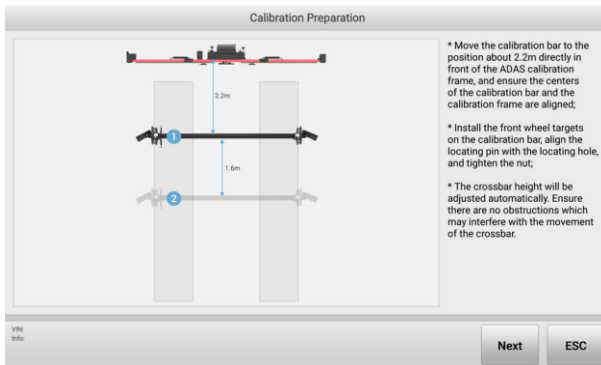 Calibration Preparation
2.2m
1
1.6m
2
* Move the calibration bar to the
position about 2.2m directly in
front of the ADAS calibration
frame, and ensure the centers
of the calibration bar and the
calibration frame are aligned;
* Install the front wheel targets
on the calibration bar, align the
locating pin with the locating hole,
and tighten the nut;
* The crossbar height will be
adjusted automatically. Ensure
there are no obstructions which
may interfere with the movement
of the crossbar.
VIN:
Info:
Next
ESC